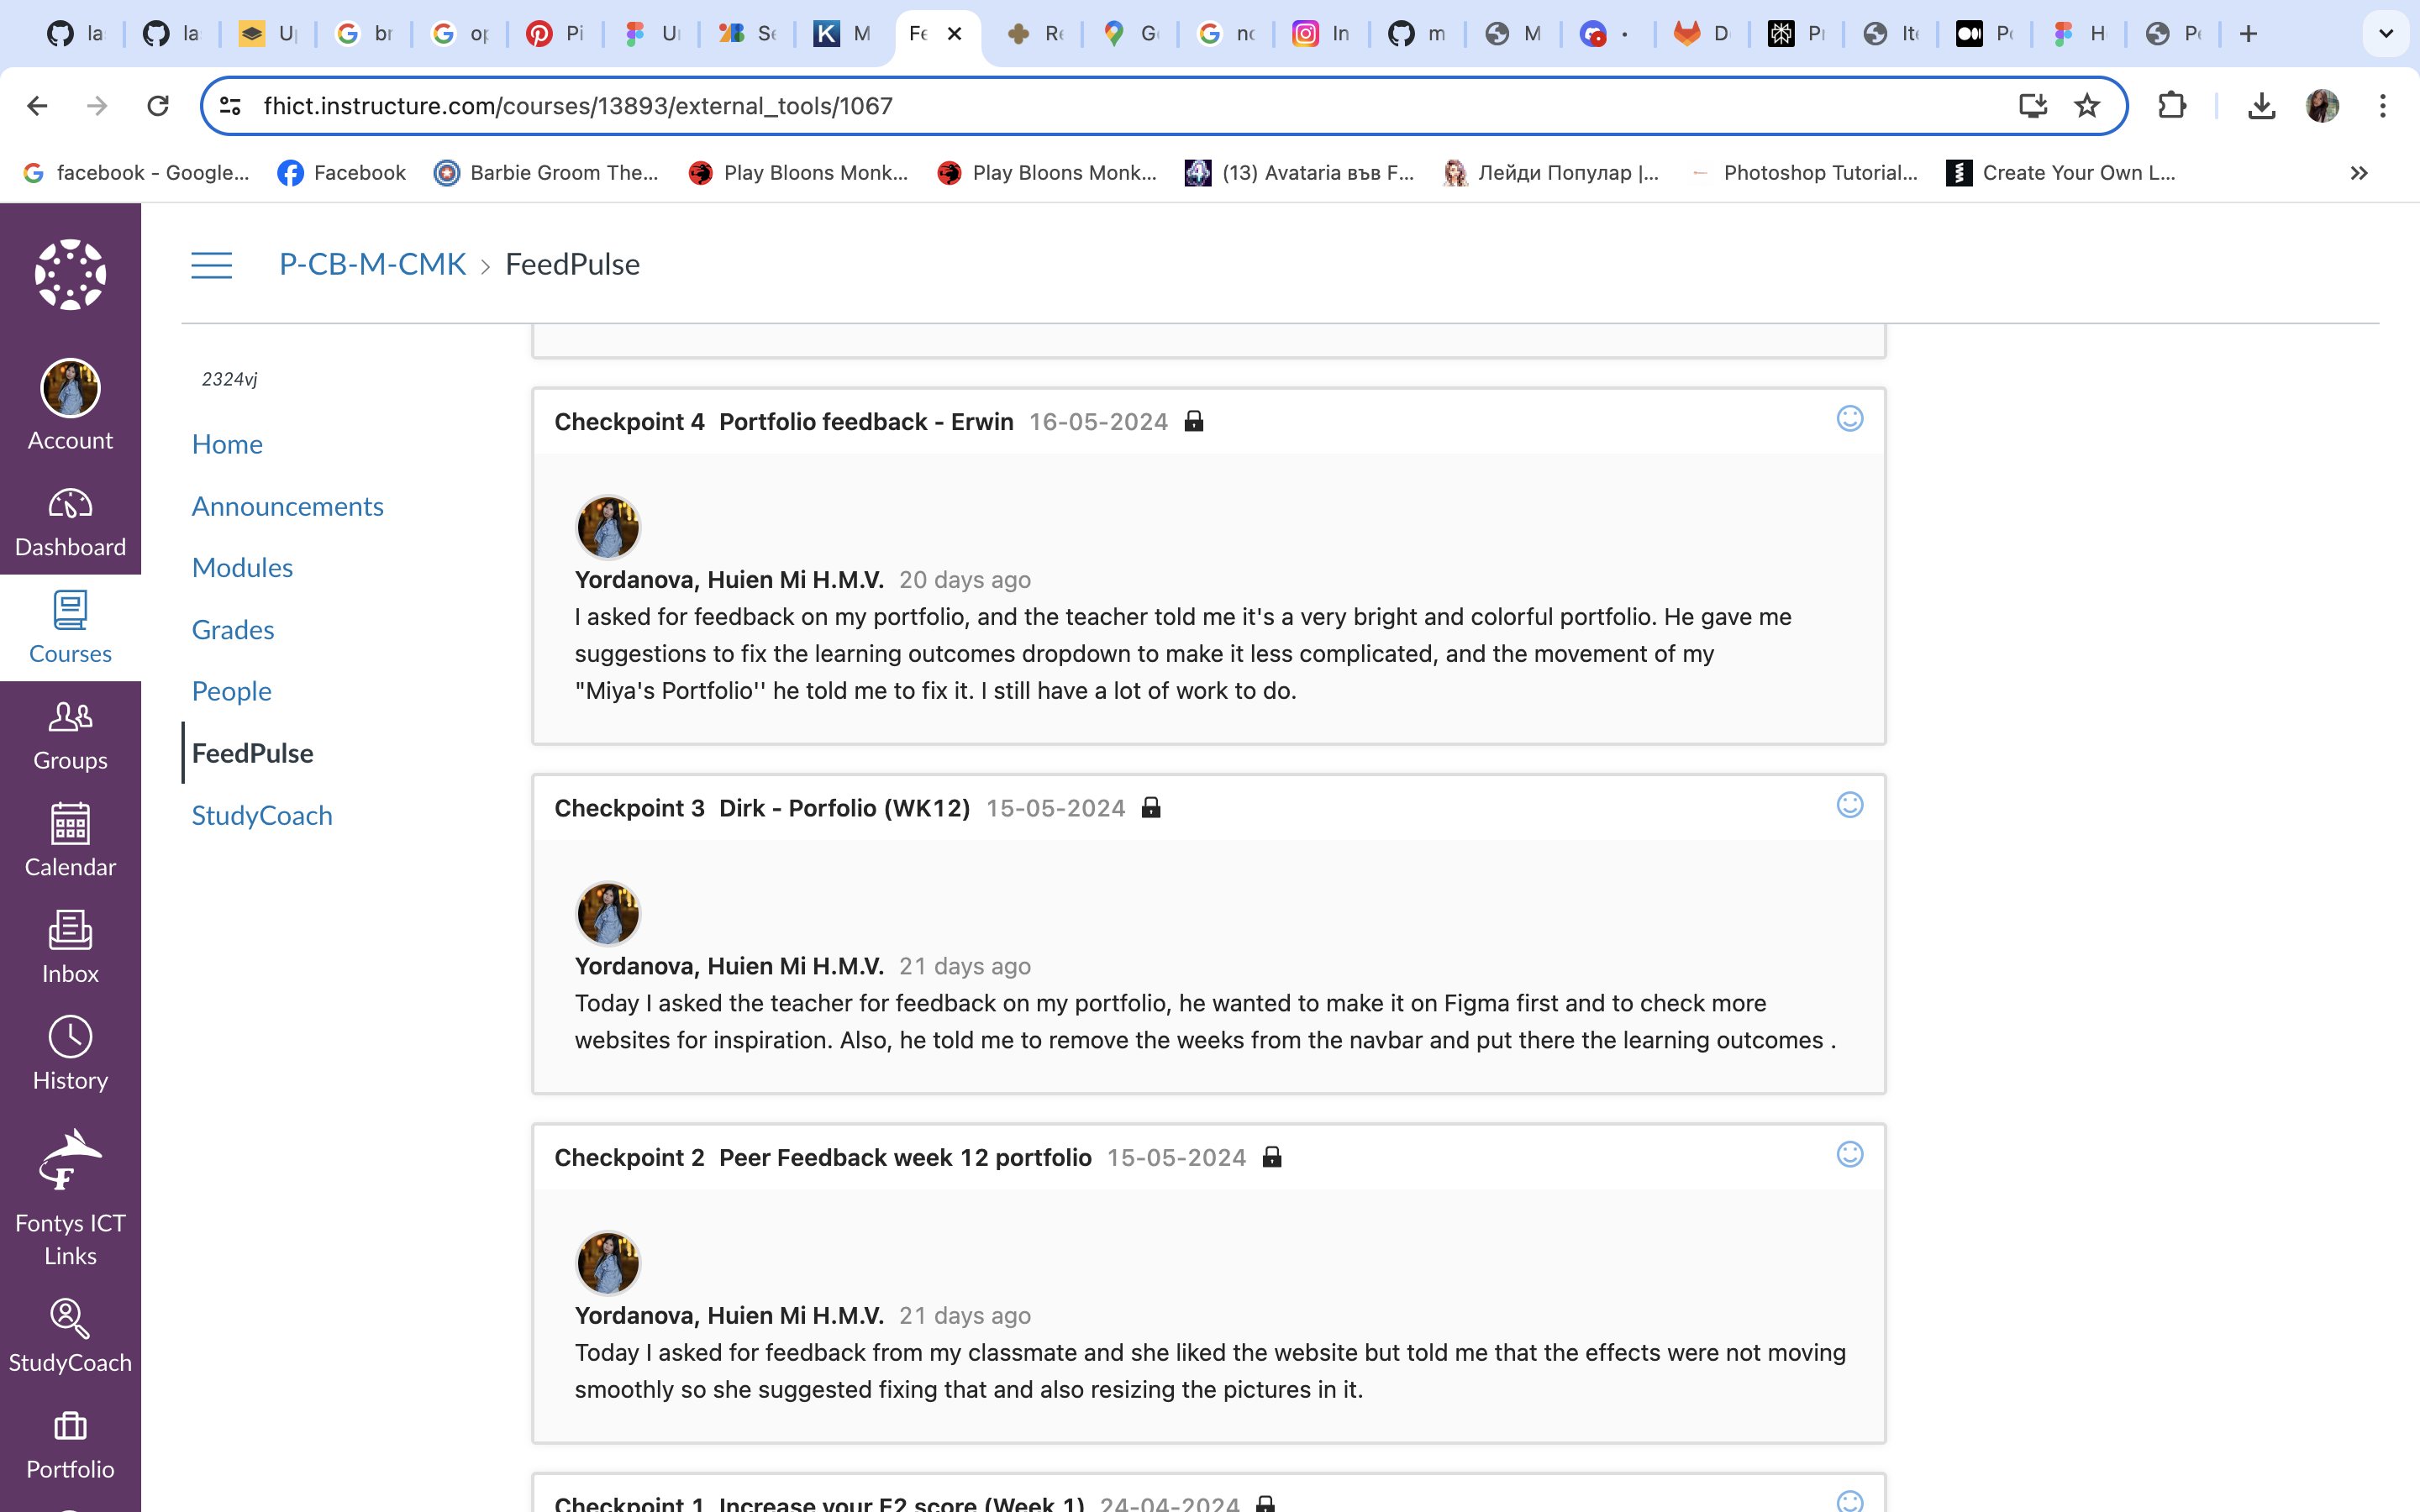 la la U br op Pi U Se M Fe Re G nc In m M D Pr Ite Po H Pe
fhict.instructure.com/courses/13893/external_tools/1067
facebook - Google... Facebook Barbie Groom The... Play Bloons Monk... Play Bloons Monk... (13) Avataria във F... Лейди Популар |... Photoshop Tutorial... Create Your Own L...
P-CB-M-CMK > FeedPulse
2324vj
Account
Dashboard
Courses
Groups
Calendar
Inbox
History
Fontys ICT
Links
StudyCoach
Portfolio
Home
Announcements
Modules
Grades
People
FeedPulse
StudyCoach
Checkpoint 4 Portfolio feedback - Erwin 16-05-2024
Yordanova, Huien Mi H.M.V. 20 days ago
I asked for feedback on my portfolio, and the teacher told me it's a very bright and colorful portfolio. He gave me
suggestions to fix the learning outcomes dropdown to make it less complicated, and the movement of my
"Miya's Portfolio'' he told me to fix it. I still have a lot of work to do.
Checkpoint 3 Dirk - Porfolio (WK12) 15-05-2024
Yordanova, Huien Mi H.M.V. 21 days ago
Today I asked the teacher for feedback on my portfolio, he wanted to make it on Figma first and to check more
websites for inspiration. Also, he told me to remove the weeks from the navbar and put there the learning outcomes .
Checkpoint 2 Peer Feedback week 12 portfolio 15-05-2024
Yordanova, Huien Mi H.M.V. 21 days ago
Today I asked for feedback from my classmate and she liked the website but told me that the effects were not moving
smoothly so she suggested fixing that and also resizing the pictures in it.
Checkpoint 1 Increase your F2 score (Week 1) 24-04-2024